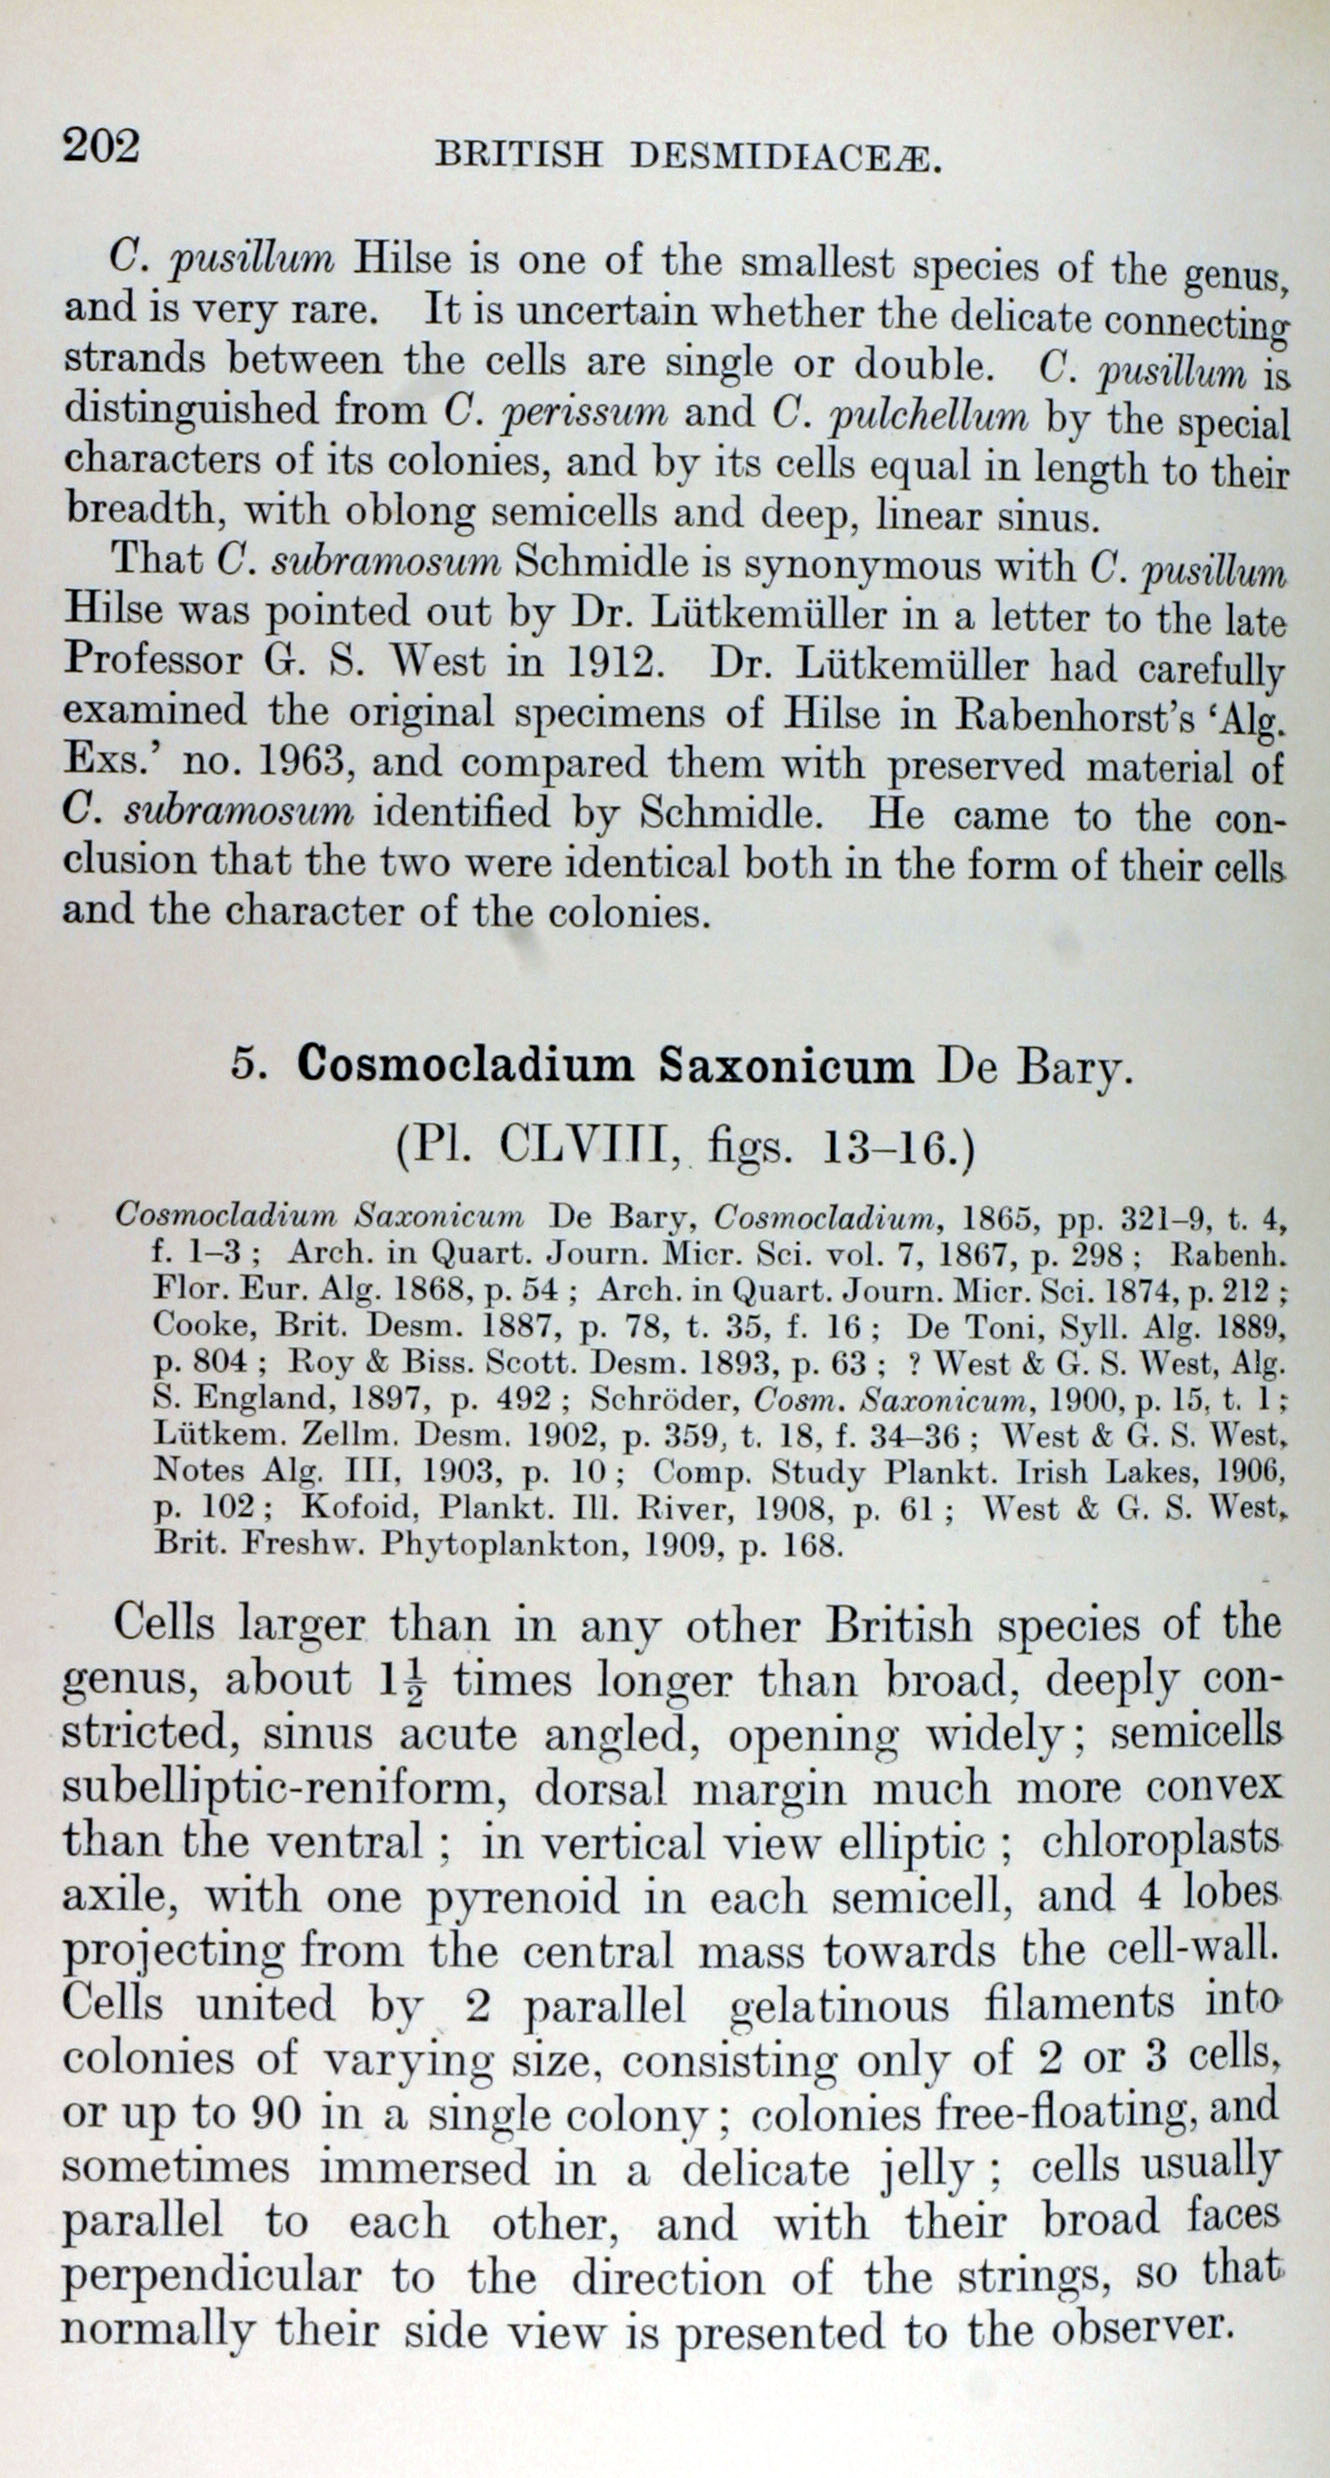 202
BRITISH DESMIDIACEÆ.
C. pusillum Hilse is one of the smallest species of the genus,
and is very rare. It is uncertain whether the delicate connecting
strands between the cells are single or double. C. pusillum is
distinguished from C. perissum and C. pulchellum by the special
characters of its colonies, and by its cells equal in length to their
breadth, with oblong semicells and deep, linear sinus.
That C. subramosum Schmidle is synonymous with C. pusillum
Hilse was pointed out by Dr. Lütkemüller in a letter to the late
Professor G. S. West in 1912. Dr. Lütkemüller had carefully
examined the original specimens of Hilse in Rabenhorst's ‘Alg.
Exs.’ no. 1963, and compared them with preserved material of
C. subramosum identified by Schmidle. He came to the con-
clusion that the two were identical both in the form of their cells
and the character of the colonies.
5. Cosmocladium Saxonicum De Bary.
(Pl. CLVIII, figs. 13–16.)
Cosmocladium Saxonicum De Bary, Cosmocladium, 1865, pp. 321–9, t. 4,
f. 1–3 ; Arch. in Quart. Journ. Micr. Sci. vol. 7, 1867, p. 298 ; Rabenh.
Flor. Eur. Alg. 1868, p. 54 ; Arch. in Quart. Journ. Micr. Sci. 1874, p. 212 ;
Cooke, Brit. Desm. 1887, p. 78, t. 35, f. 16 ; De Toni, Syll. Alg. 1889,
p. 804 ; Roy & Biss. Scott. Desm. 1893, p. 63 ; ? West & G. S. West, Alg.
S. England, 1897, p. 492 ; Schröder, Cosm. Saxonicum, 1900, p. 15, t. 1 ;
Lütkem. Zellm. Desm. 1902, p. 359, t. 18, f. 34–36 ; West & G. S. West,
Notes Alg. III, 1903, p. 10 ; Comp. Study Plankt. Irish Lakes, 1906,
p. 102 ; Kofoid, Plankt. Ill. River, 1908, p. 61 ; West & G. S. West,
Brit. Freshw. Phytoplankton, 1909, p. 168.
Cells larger than in any other British species of the
genus, about 1½ times longer than broad, deeply con-
stricted, sinus acute angled, opening widely ; semicells
subelliptic-reniform, dorsal margin much more convex
than the ventral ; in vertical view elliptic ; chloroplasts
axile, with one pyrenoid in each semicell, and 4 lobes
projecting from the central mass towards the cell-wall.
Cells united by 2 parallel gelatinous filaments into
colonies of varying size, consisting only of 2 or 3 cells,
or up to 90 in a single colony ; colonies free-floating, and
sometimes immersed in a delicate jelly ; cells usually
parallel to each other, and with their broad faces
perpendicular to the direction of the strings, so that
normally their side view is presented to the observer.